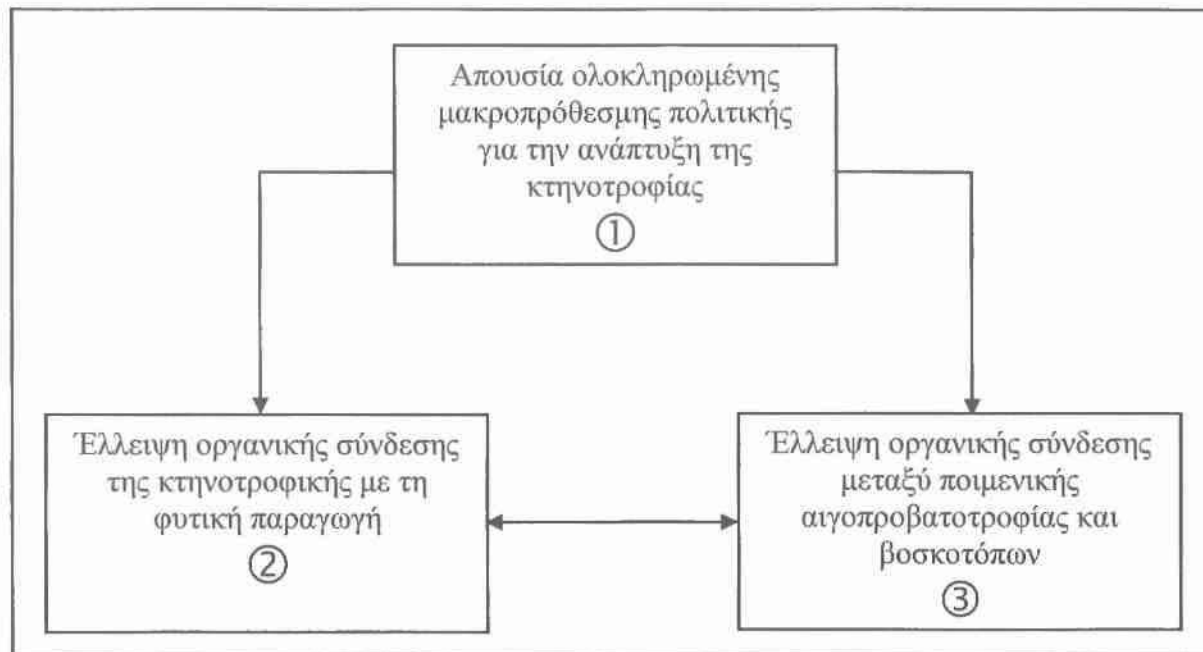 Απουσία ολοκληρωμένης
μακροπρόθεσμης πολιτικής
για την ανάπτυξη της
κτηνοτροφίας
①
Έλλειψη οργανικής σύνδεσης
της κτηνοτροφικής με τη
φυτική παραγωγή
②
Έλλειψη οργανικής σύνδεσης
μεταξύ ποιμενικής
αιγοπροβατοτροφίας και
βοσκοτόπων
③